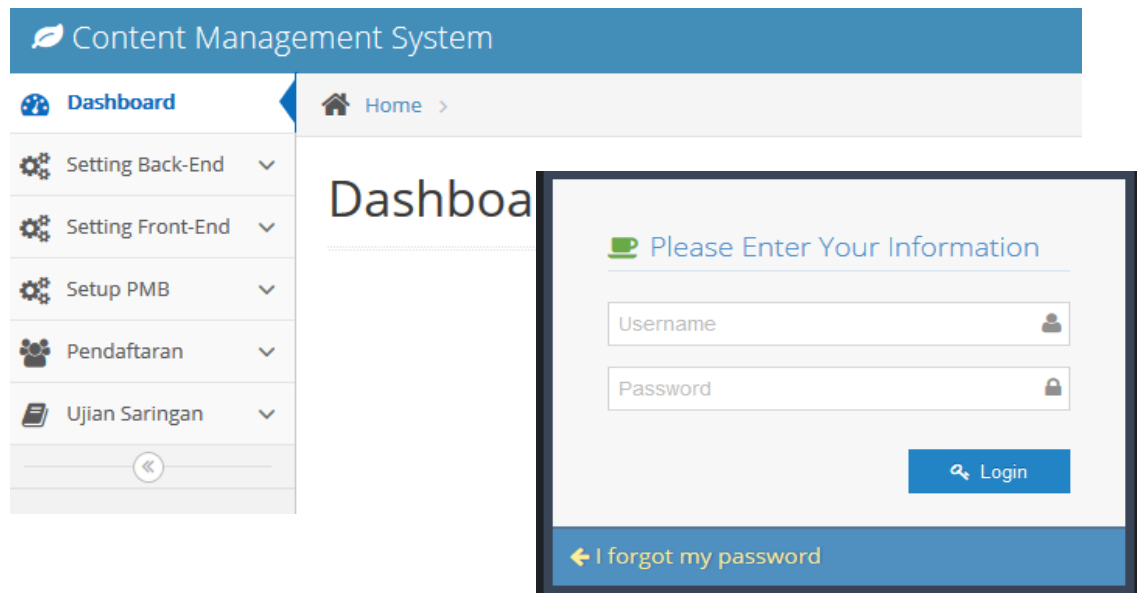 Content Management System
Dashboard
Home >
Setting Back-End
Setting Front-End
Setup PMB
Pendaftaran
Ujian Saringan
Dashboa
Please Enter Your Information
Username
Password
Login
I forgot my password